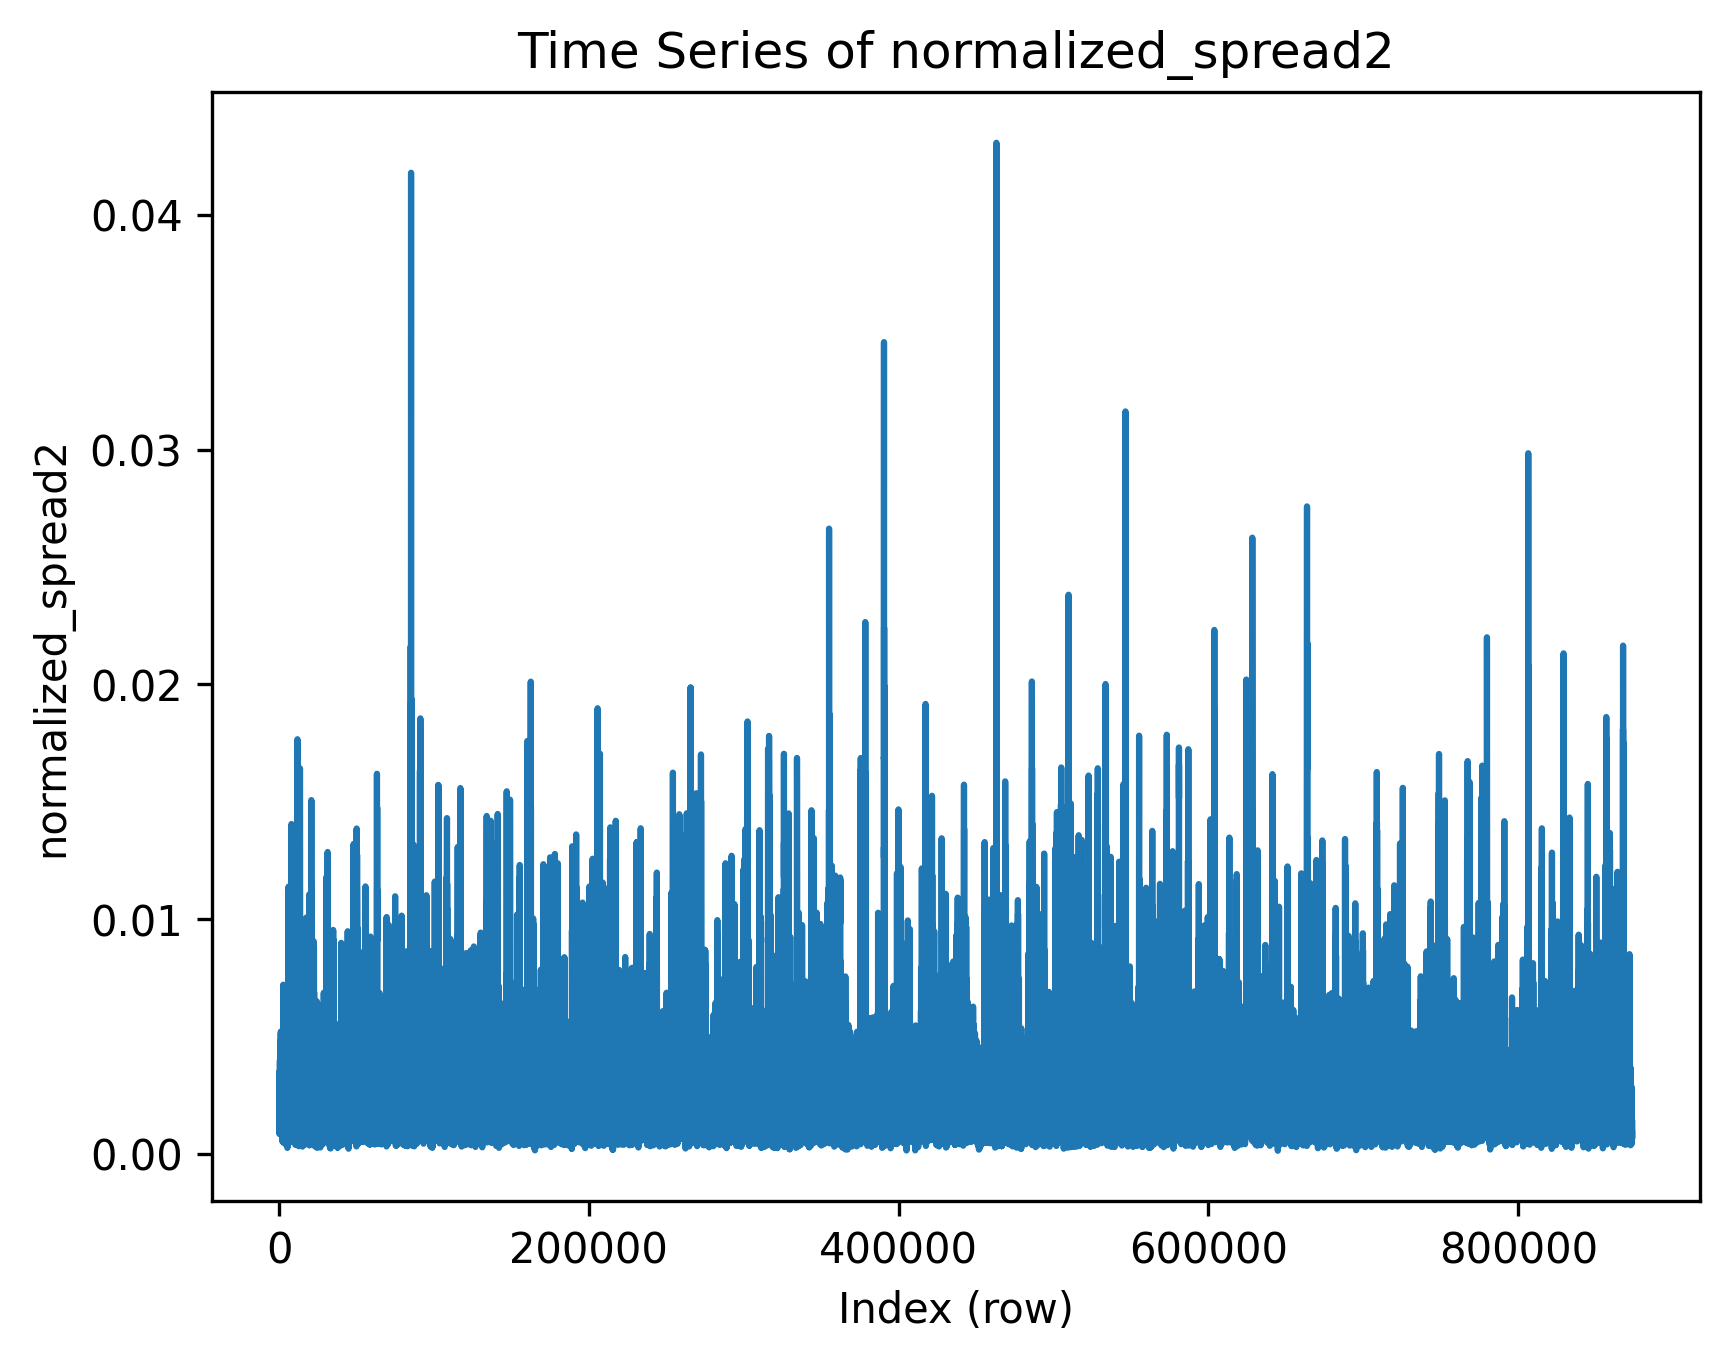 Time Series of normalized_spread2
normalized_spread2
0.04
0.03
0.02
0.01
0.00
0 200000 400000 600000 800000
Index (row)